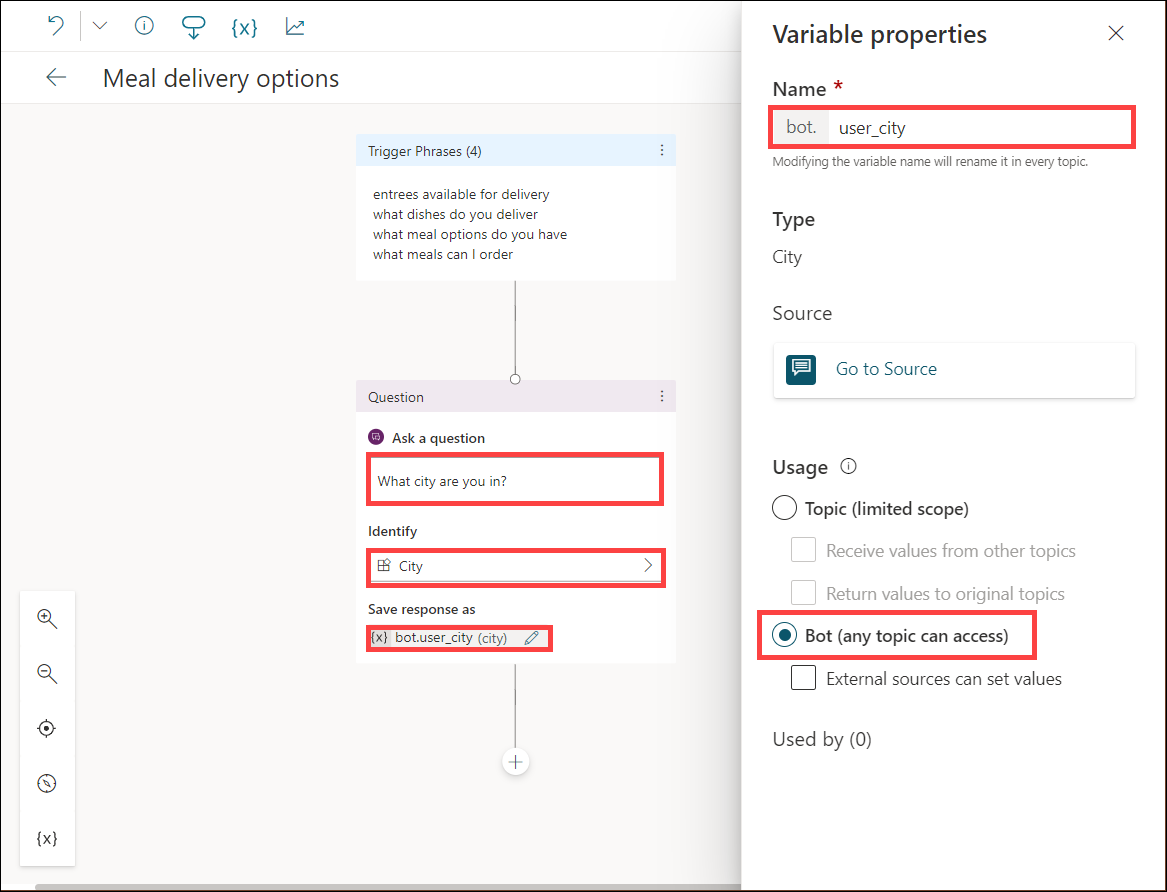 {x}
Meal delivery options
Trigger Phrases (4)
entrees available for delivery
what dishes do you deliver
what meal options do you have
what meals can I order
Question
Ask a question
What city are you in?
Identify
City
Save response as
{x} bot.user_city (city)
{x}
Variable properties
Name *
bot. user_city
Modifying the variable name will rename it in every topic.
Type
City
Source
Go to Source
Usage
Topic (limited scope)
Receive values from other topics
Return values to original topics
Bot (any topic can access)
External sources can set values
Used by (0)